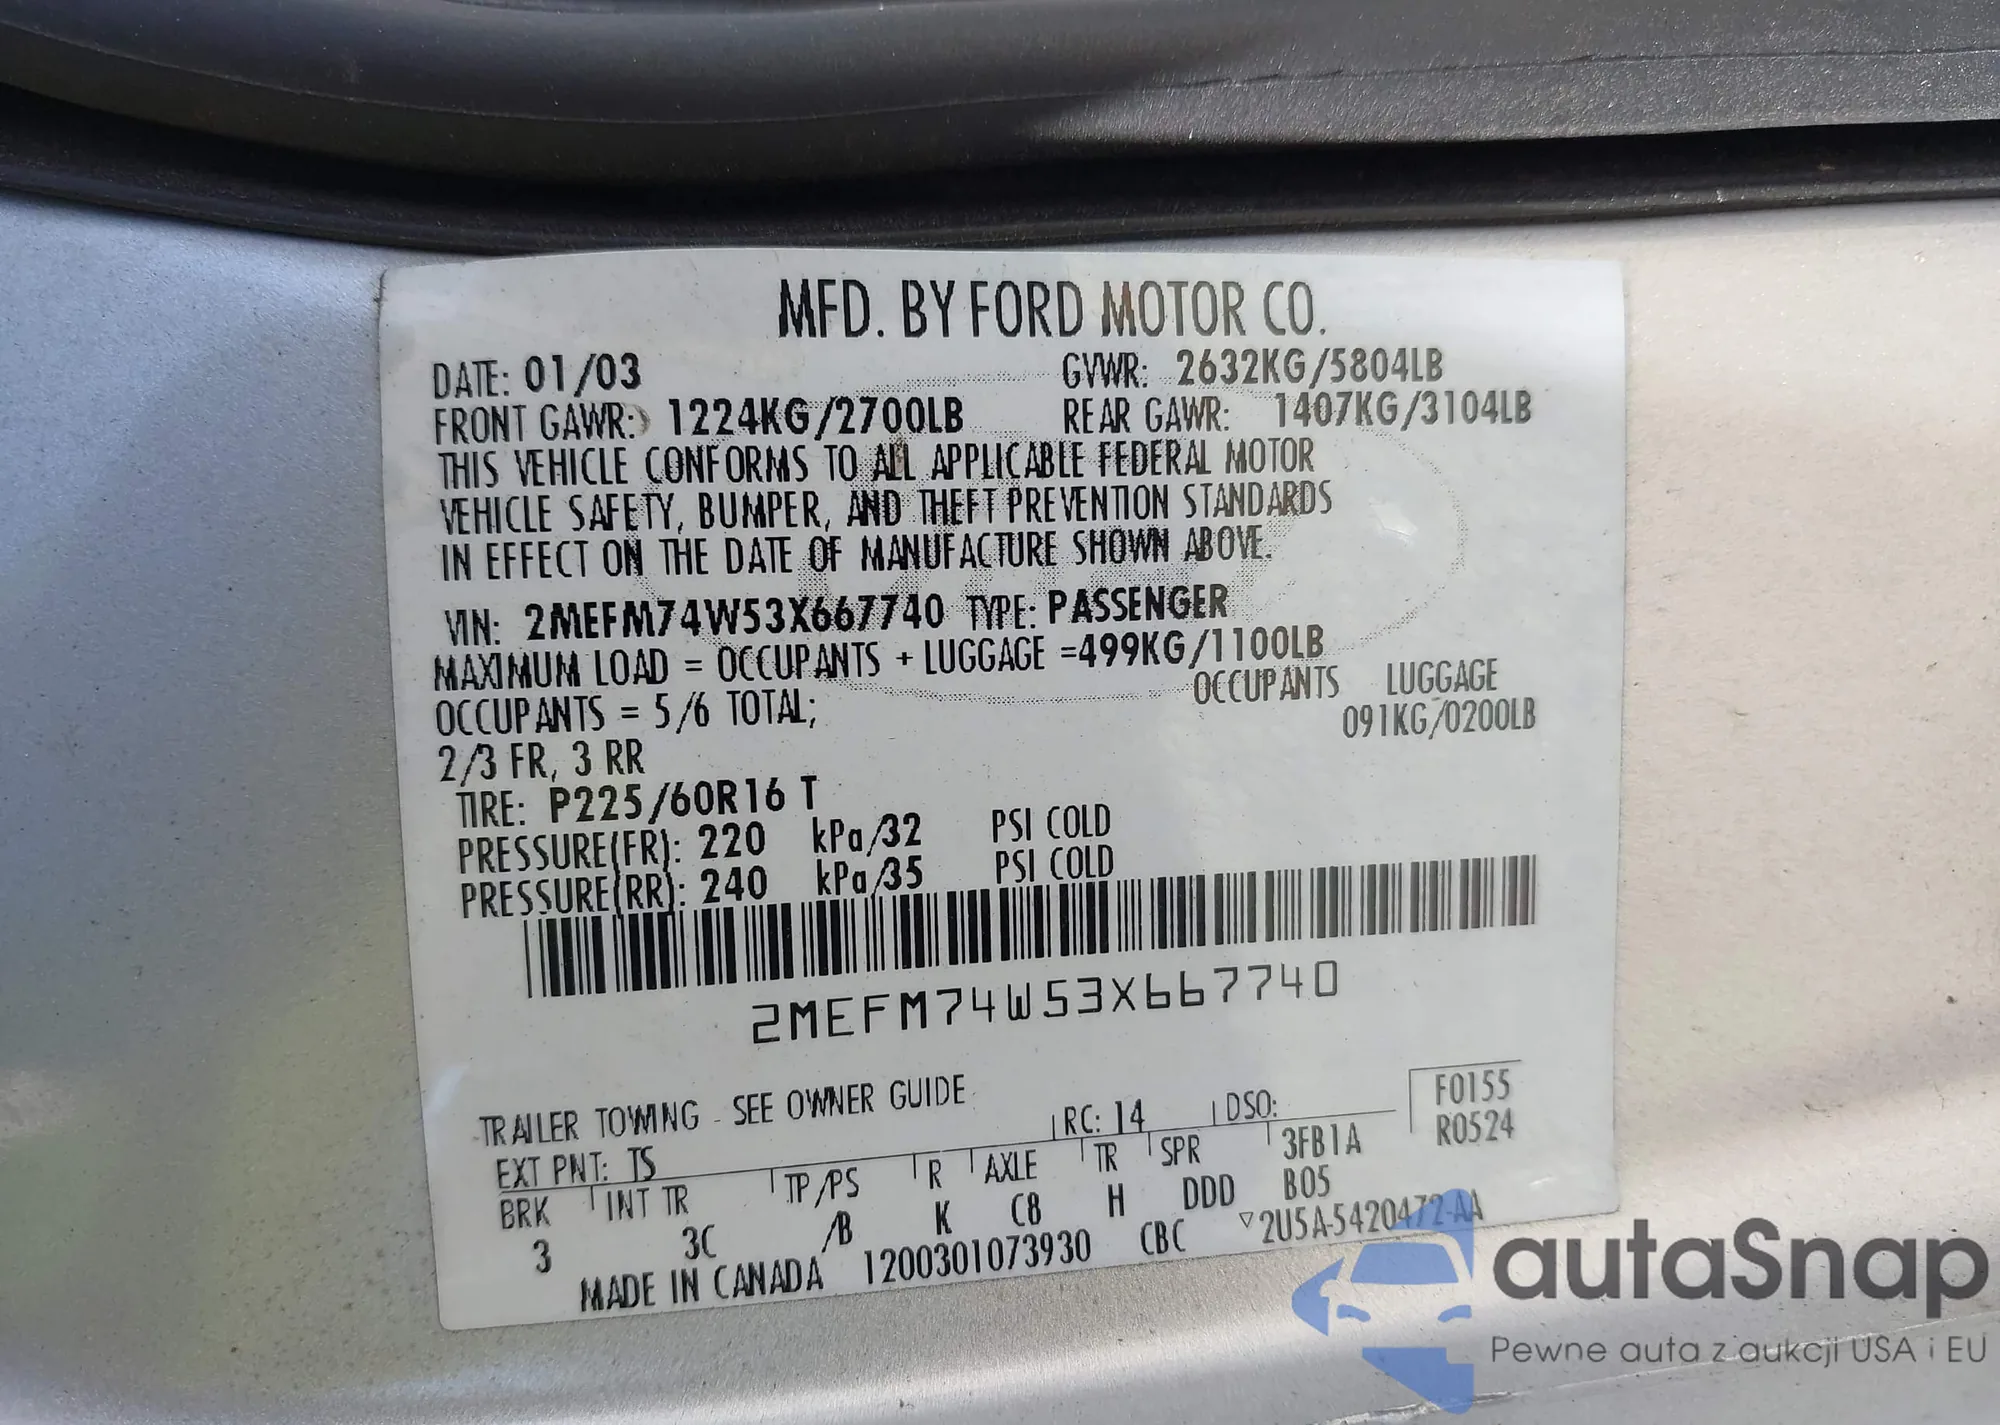 MFD. BY FORD MOTOR CO.
DATE: 01/03 GVWR: 2632KG/5804LB
FRONT GAWR: 1224KG/2700LB REAR GAWR: 1407KG/3104LB
THIS VEHICLE CONFORMS TO ALL APPLICABLE FEDERAL MOTOR
VEHICLE SAFETY, BUMPER, AND THEFT PREVENTION STANDARDS
IN EFFECT ON THE DATE OF MANUFACTURE SHOWN ABOVE.
VIN: 2MEFM74W53X667740 TYPE: PASSENGER
MAXIMUM LOAD = OCCUPANTS + LUGGAGE =499KG/1100LB
OCCUPANTS LUGGAGE
OCCUPANTS = 5/6 TOTAL; 091KG/0200LB
2/3 FR, 3 RR
TIRE: P225/60R16 T
PRESSURE(FR): 220 kPa/32 PSI COLD
PRESSURE(RR): 240 kPa/35 PSI COLD
2MEFM74W53X667740
TRAILER TOWING - SEE OWNER GUIDE
EXT PNT: TS RC: 14 DSO: F0155
R0524
BRK INT TR TP/PS R AXLE TR SPR 3FB1A
3 3C /B K C8 H DDD B05
MADE IN CANADA 1200301073930 CBC ▽2U5A-5420472-AA
autaSnap
Pewne auta z aukcji USA i EU